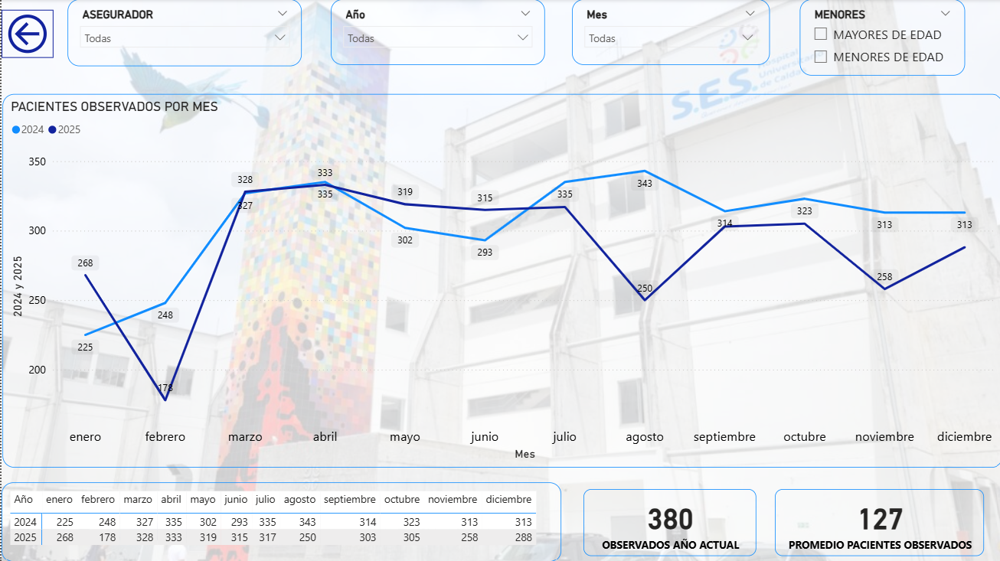 ASEGURADOR
Todas
Año
Todas
Mes
Todas
MENORES
MAYORES DE EDAD
MENORES DE EDAD
S.E.S.
Hospital
Universitario
de Caldas
PACIENTES OBSERVADOS POR MES
2024 2025
2024 y 2025
350
300
250
200
268 225
248 178
328 327
333 335
319 302
315 293
335
343 250
314
323
313 258
313
enero febrero marzo abril mayo junio julio agosto septiembre octubre noviembre diciembre
Mes
Año enero febrero marzo abril mayo junio julio agosto septiembre octubre noviembre diciembre
2024 225 248 327 335 302 293 335 343 314 323 313 313
2025 268 178 328 333 319 315 317 250 303 305 258 288
380
OBSERVADOS AÑO ACTUAL
127
PROMEDIO PACIENTES OBSERVADOS